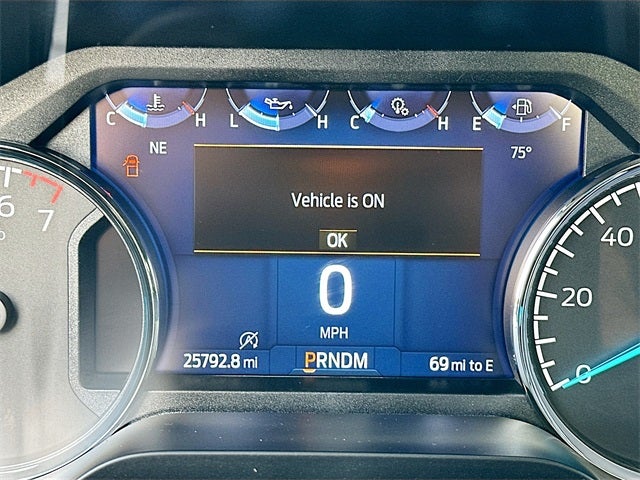 C H L H C H E F
NE 75°
Vehicle is ON
OK
6 7
40
20
0
0
MPH
25792.8 mi PRNDM 69 mi to E